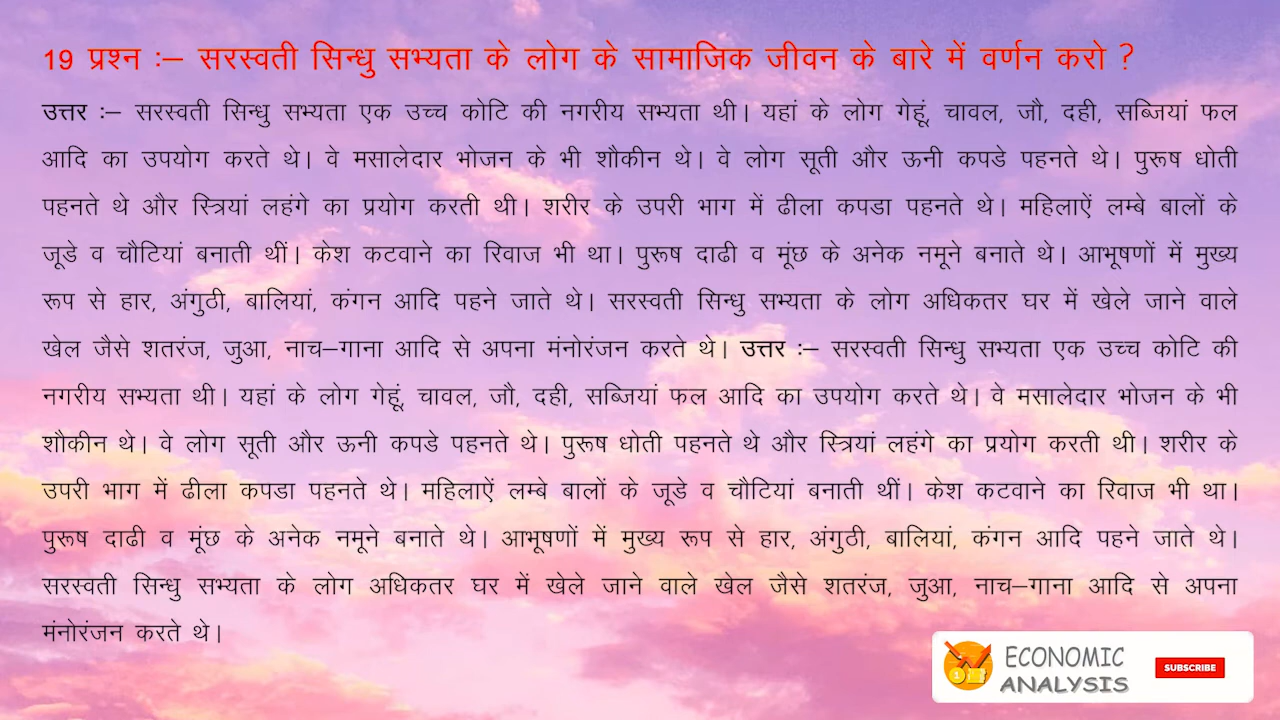 19 प्रश्न :– सरस्वती सिन्धु सभ्यता के लोग के सामाजिक जीवन के बारे में वर्णन करो ?
उत्तर :– सरस्वती सिन्धु सभ्यता एक उच्च कोटि की नगरीय सभ्यता थी। यहां के लोग गेहूं, चावल, जौ, दही, सब्जियां फल
आदि का उपयोग करते थे। वे मसालेदार भोजन के भी शौकीन थे। वे लोग सूती और ऊनी कपडे पहनते थे। पुरूष धोती
पहनते थे और स्त्रियां लहंगे का प्रयोग करती थी। शरीर के उपरी भाग में ढीला कपडा पहनते थे। महिलाऐं लम्बे बालों के
जूडे व चौटियां बनाती थीं। केश कटवाने का रिवाज भी था। पुरूष दाढी व मूंछ के अनेक नमूने बनाते थे। आभूषणों में मुख्य
रूप से हार, अंगुठी, बालियां, कंगन आदि पहने जाते थे। सरस्वती सिन्धु सभ्यता के लोग अधिकतर घर में खेले जाने वाले
खेल जैसे शतरंज, जुआ, नाच–गाना आदि से अपना मंनोरंजन करते थे। उत्तर :– सरस्वती सिन्धु सभ्यता एक उच्च कोटि की
नगरीय सभ्यता थी। यहां के लोग गेहूं, चावल, जौ, दही, सब्जियां फल आदि का उपयोग करते थे। वे मसालेदार भोजन के भी
शौकीन थे। वे लोग सूती और ऊनी कपडे पहनते थे। पुरूष धोती पहनते थे और स्त्रियां लहंगे का प्रयोग करती थी। शरीर के
उपरी भाग में ढीला कपडा पहनते थे। महिलाऐं लम्बे बालों के जूडे व चौटियां बनाती थीं। केश कटवाने का रिवाज भी था।
पुरूष दाढी व मूंछ के अनेक नमूने बनाते थे। आभूषणों में मुख्य रूप से हार, अंगुठी, बालियां, कंगन आदि पहने जाते थे।
सरस्वती सिन्धु सभ्यता के लोग अधिकतर घर में खेले जाने वाले खेल जैसे शतरंज, जुआ, नाच–गाना आदि से अपना
मंनोरंजन करते थे।
ECONOMIC
ANALYSIS
SUBSCRIBE